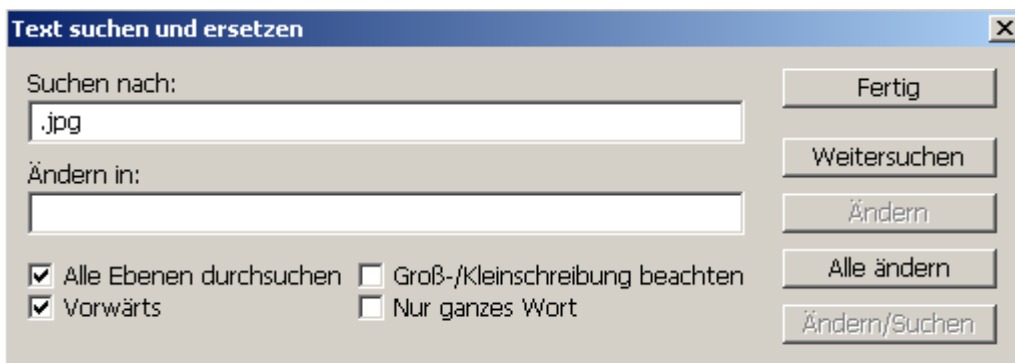 Text suchen und ersetzen
Suchen nach:
.jpg
Ändern in:
Alle Ebenen durchsuchen
Groß-/Kleinschreibung beachten
Vorwärts
Nur ganzes Wort
Fertig
Weitersuchen
Ändern
Alle ändern
Ändern/Suchen